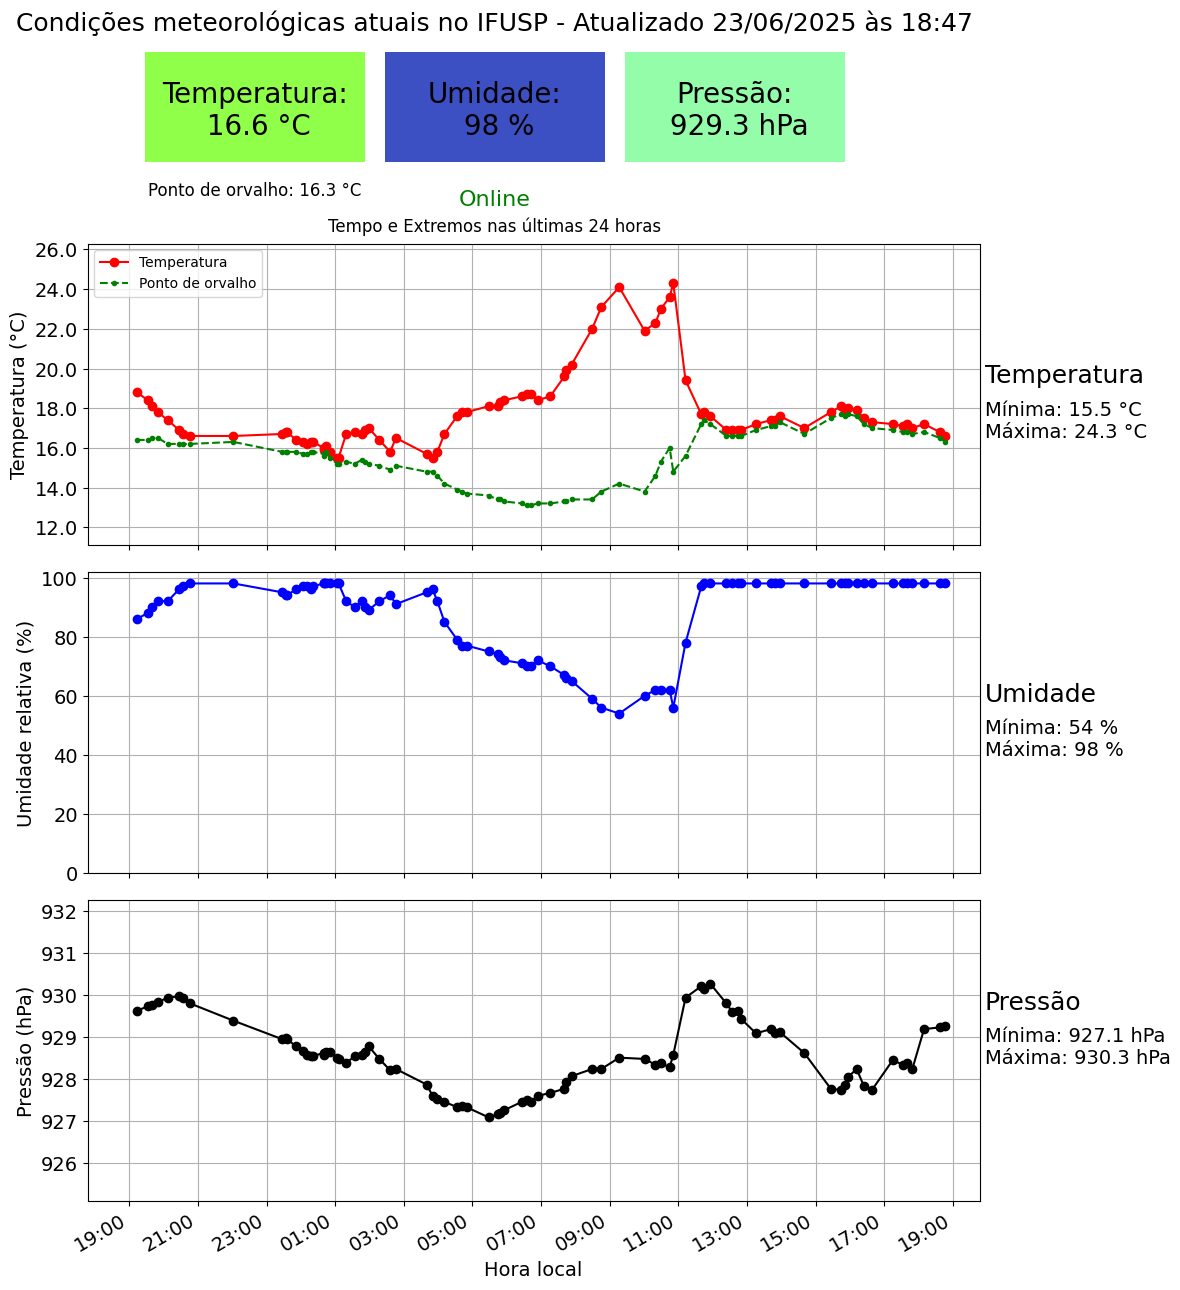 Condições meteorológicas atuais no IFUSP - Atualizado 23/06/2025 às 18:47
Temperatura:
16.6 °C
Umidade:
98 %
Pressão:
929.3 hPa
Ponto de orvalho: 16.3 °C
Online
Tempo e Extremos nas últimas 24 horas
Temperatura (°C)
26.0
24.0
22.0
20.0
18.0
16.0
14.0
12.0
Temperatura
Ponto de orvalho
Temperatura
Mínima: 15.5 °C
Máxima: 24.3 °C
Umidade relativa (%)
100
80
60
40
20
0
Umidade
Mínima: 54 %
Máxima: 98 %
Pressão (hPa)
932
931
930
929
928
927
926
Pressão
Mínima: 927.1 hPa
Máxima: 930.3 hPa
19:00
21:00
23:00
01:00
03:00
05:00
07:00
09:00
11:00
13:00
15:00
17:00
19:00
Hora local